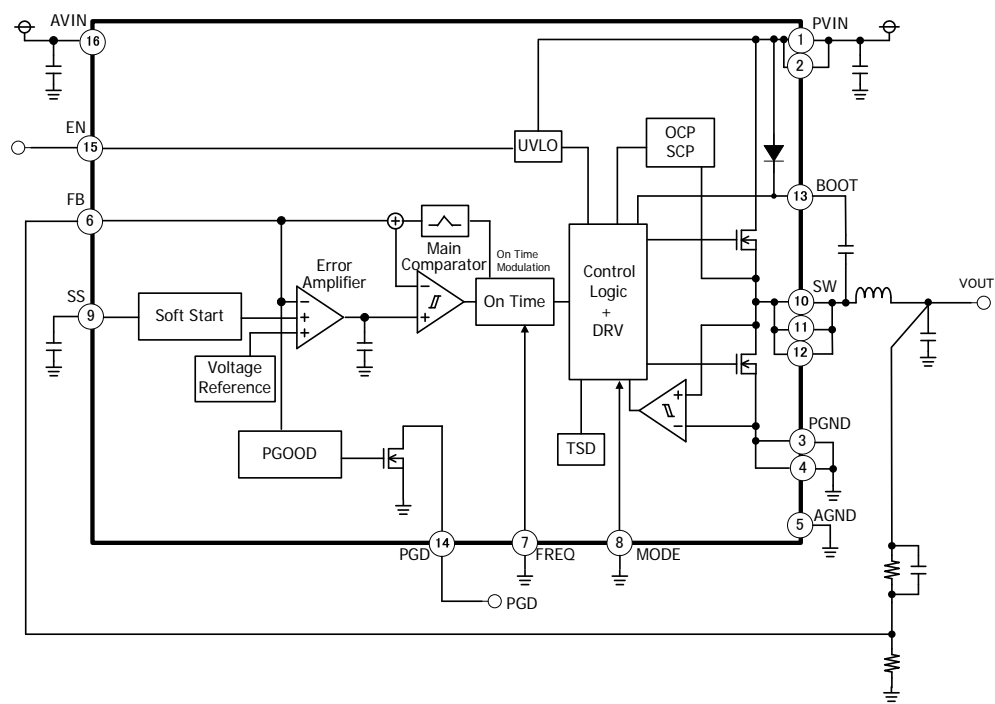 AVIN
16
PVIN
1
2
EN
15
UVLO
OCP
SCP
13
BOOT
FB
6
+
Main
Comparator
On Time
Modulation
Error
Amplifier
SS
9
Soft Start
−
+
+
−
+
On Time
Control
Logic
+
DRV
SW
10
11
12
VOUT
Voltage
Reference
+
−
PGND
3
4
PGOOD
TSD
5
AGND
14
PGD
7
FREQ
8
MODE
PGD